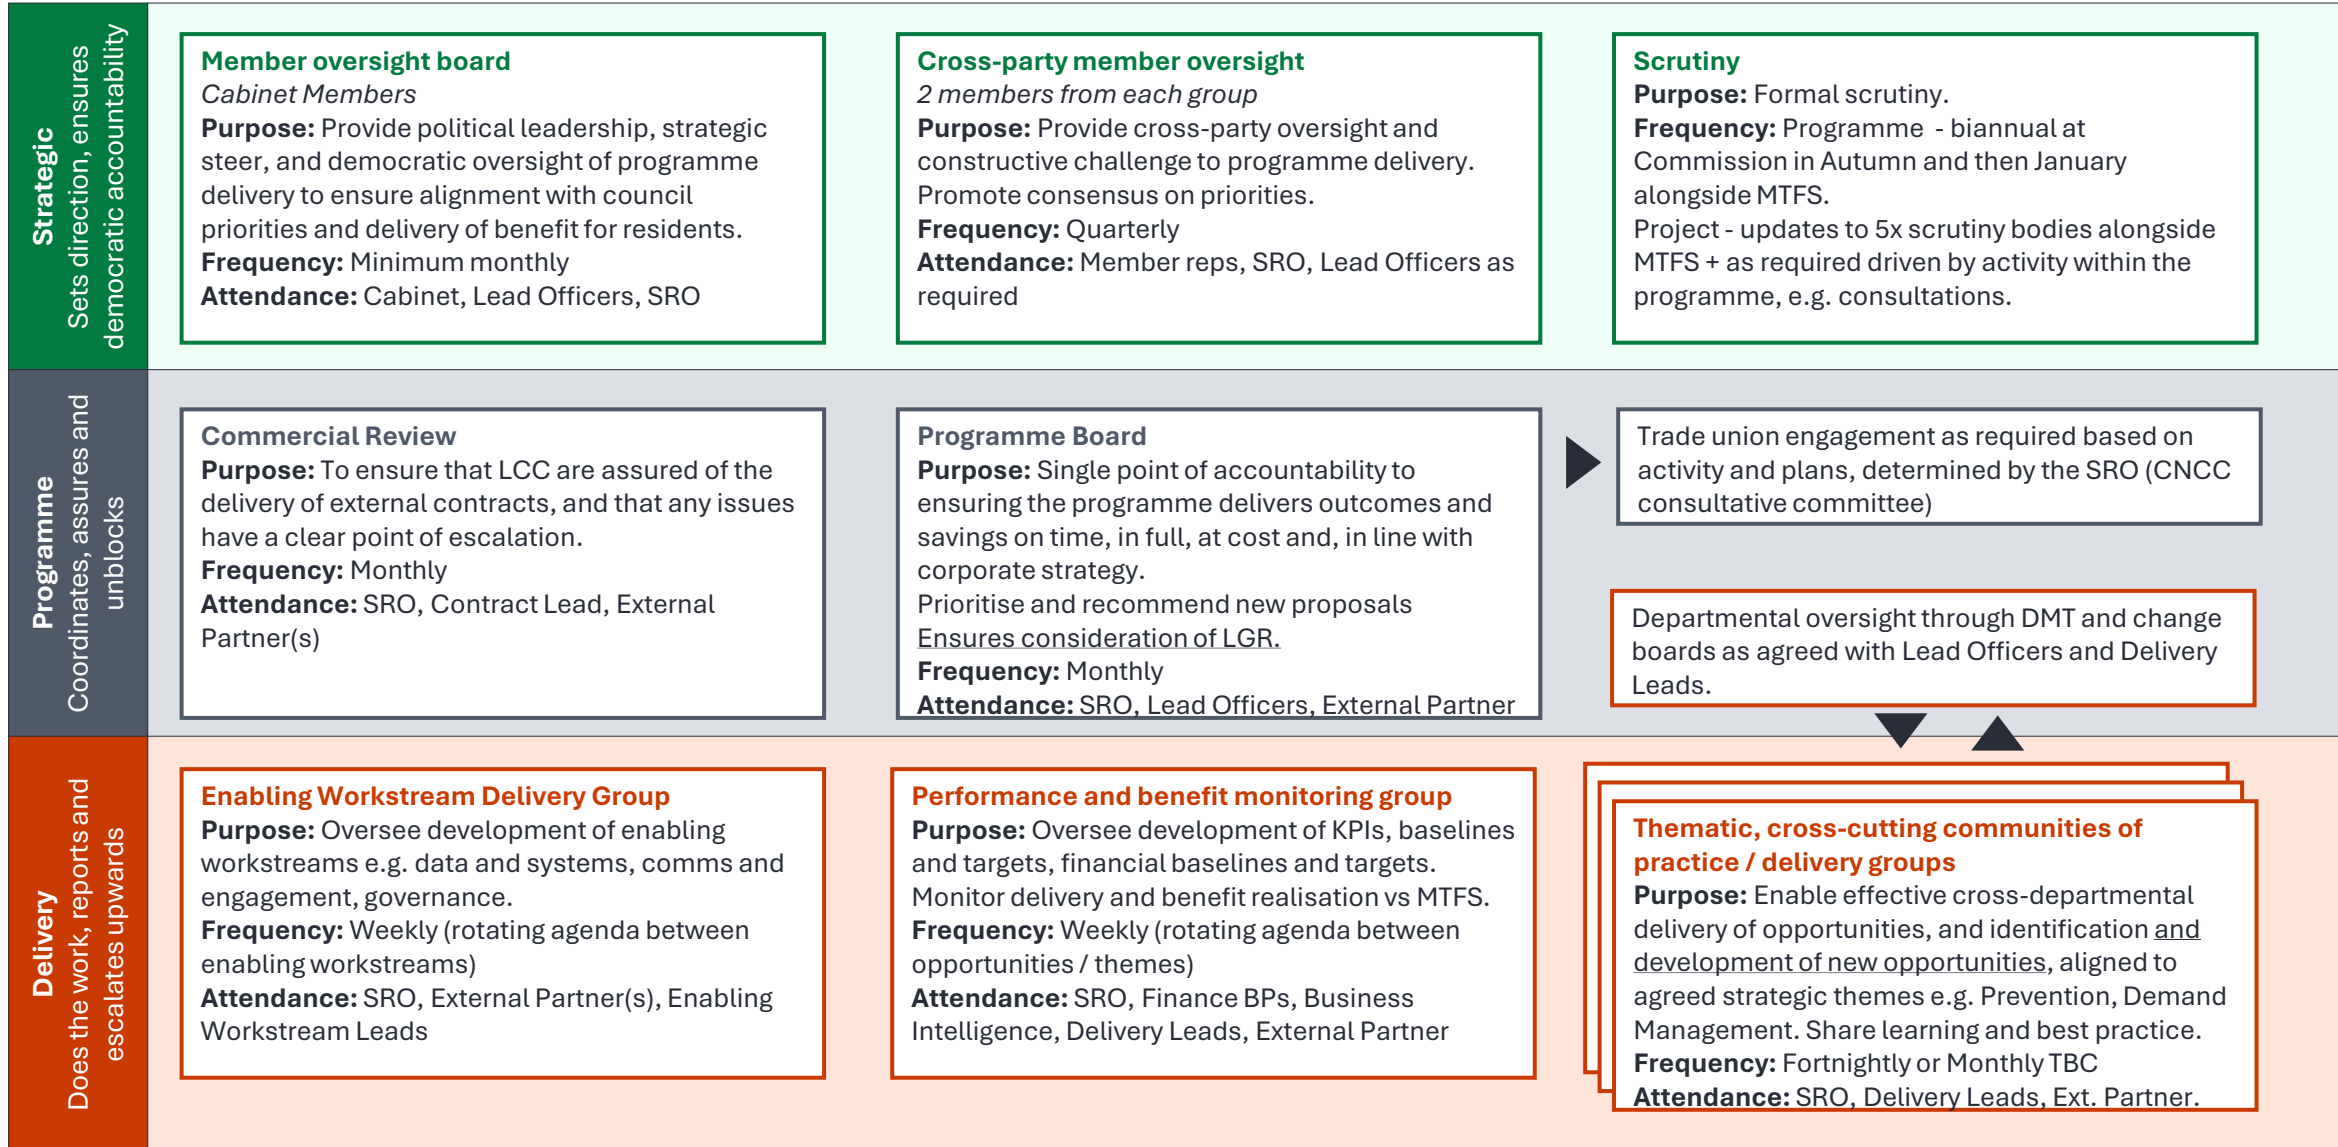 Strategic
Sets direction, ensures
democratic accountability
Member oversight board
Cabinet Members
Purpose: Provide political leadership, strategic
steer, and democratic oversight of programme
delivery to ensure alignment with council
priorities and delivery of benefit for residents.
Frequency: Minimum monthly
Attendance: Cabinet, Lead Officers, SRO
Cross-party member oversight
2 members from each group
Purpose: Provide cross-party oversight and
constructive challenge to programme delivery.
Promote consensus on priorities.
Frequency: Quarterly
Attendance: Member reps, SRO, Lead Officers as
required
Scrutiny
Purpose: Formal scrutiny.
Frequency: Programme - biannual at
Commission in Autumn and then January
alongside MTFS.
Project - updates to 5x scrutiny bodies alongside
MTFS + as required driven by activity within the
programme, e.g. consultations.
Programme
Coordinates, assures and
unblocks
Commercial Review
Purpose: To ensure that LCC are assured of the
delivery of external contracts, and that any issues
have a clear point of escalation.
Frequency: Monthly
Attendance: SRO, Contract Lead, External
Partner(s)
Programme Board
Purpose: Single point of accountability to
ensuring the programme delivers outcomes and
savings on time, in full, at cost and, in line with
corporate strategy.
Prioritise and recommend new proposals
Ensures consideration of LGR.
Frequency: Monthly
Attendance: SRO, Lead Officers, External Partner
Trade union engagement as required based on
activity and plans, determined by the SRO (CNCC
consultative committee)
Departmental oversight through DMT and change
boards as agreed with Lead Officers and Delivery
Leads.
Delivery
Does the work, reports and
escalates upwards
Enabling Workstream Delivery Group
Purpose: Oversee development of enabling
workstreams e.g. data and systems, comms and
engagement, governance.
Frequency: Weekly (rotating agenda between
enabling workstreams)
Attendance: SRO, External Partner(s), Enabling
Workstream Leads
Performance and benefit monitoring group
Purpose: Oversee development of KPIs, baselines
and targets, financial baselines and targets.
Monitor delivery and benefit realisation vs MTFS.
Frequency: Weekly (rotating agenda between
opportunities / themes)
Attendance: SRO, Finance BPs, Business
Intelligence, Delivery Leads, External Partner
Thematic, cross-cutting communities of
practice / delivery groups
Purpose: Enable effective cross-departmental
delivery of opportunities, and identification and
development of new opportunities, aligned to
agreed strategic themes e.g. Prevention, Demand
Management. Share learning and best practice.
Frequency: Fortnightly or Monthly TBC
Attendance: SRO, Delivery Leads, Ext. Partner.